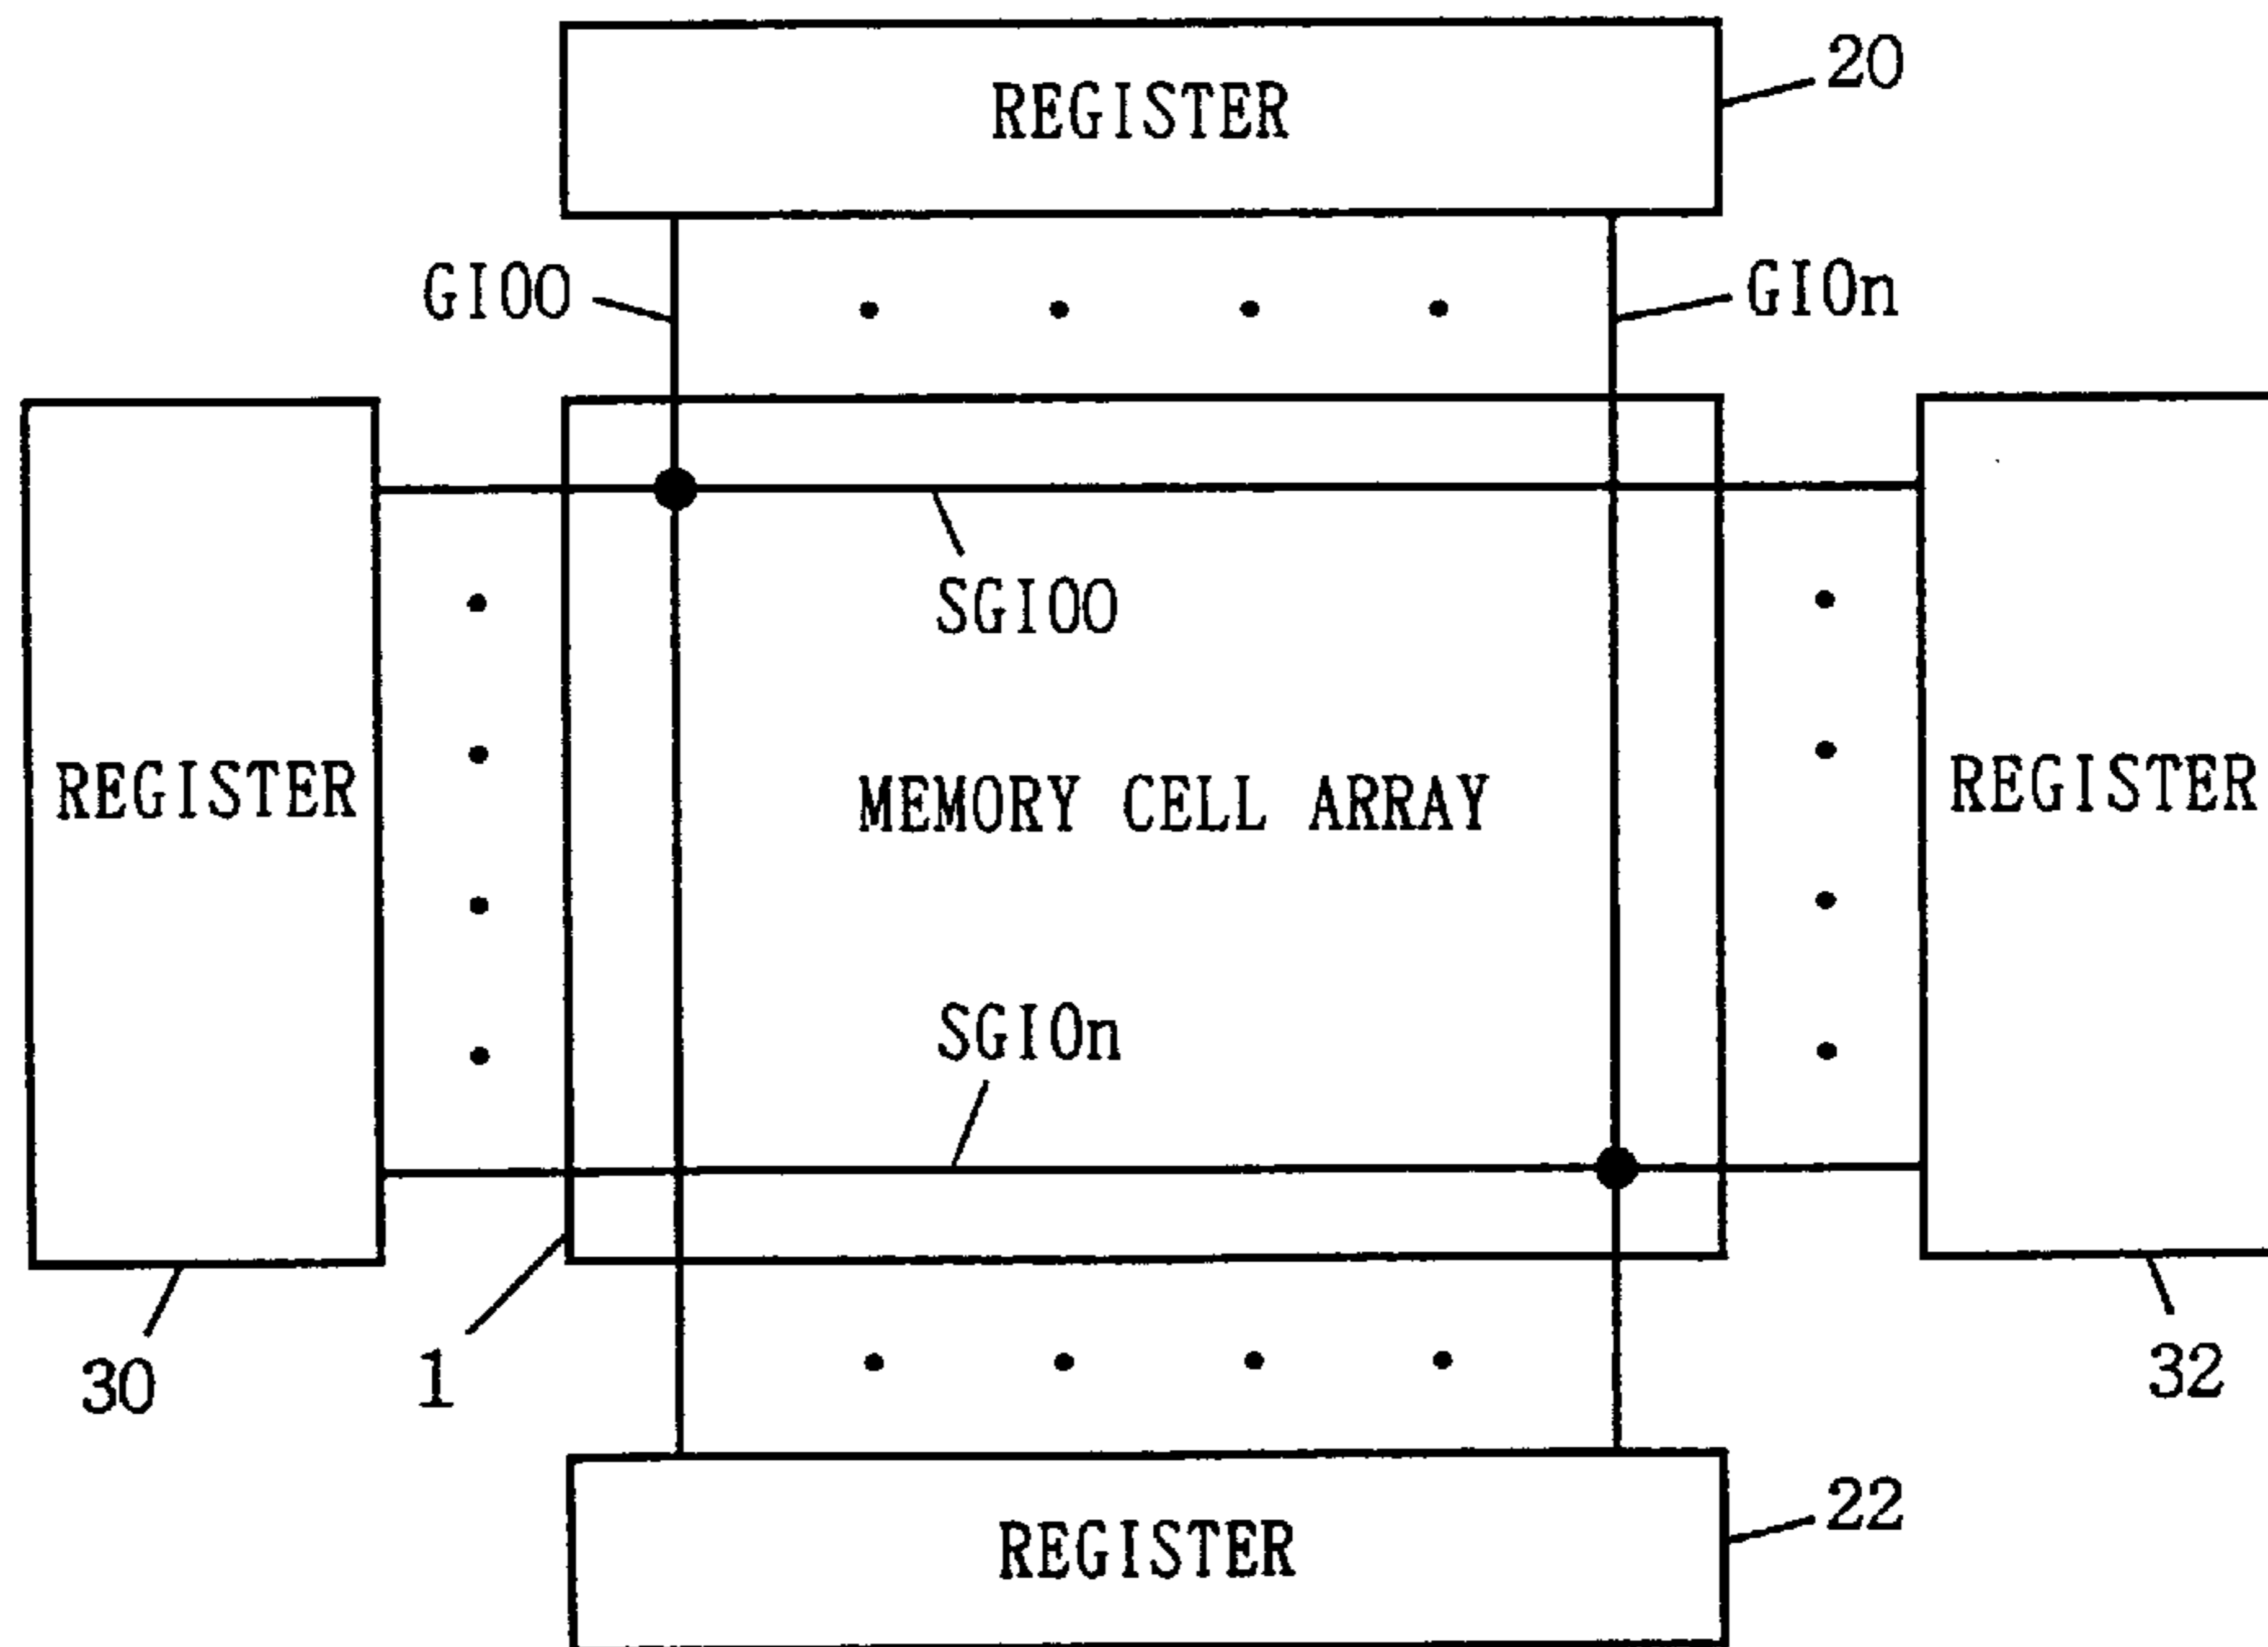 REGISTER
20
GIO0
GIOn
SGIO0
REGISTER
MEMORY CELL ARRAY
REGISTER
SGIOn
30
1
32
REGISTER
22